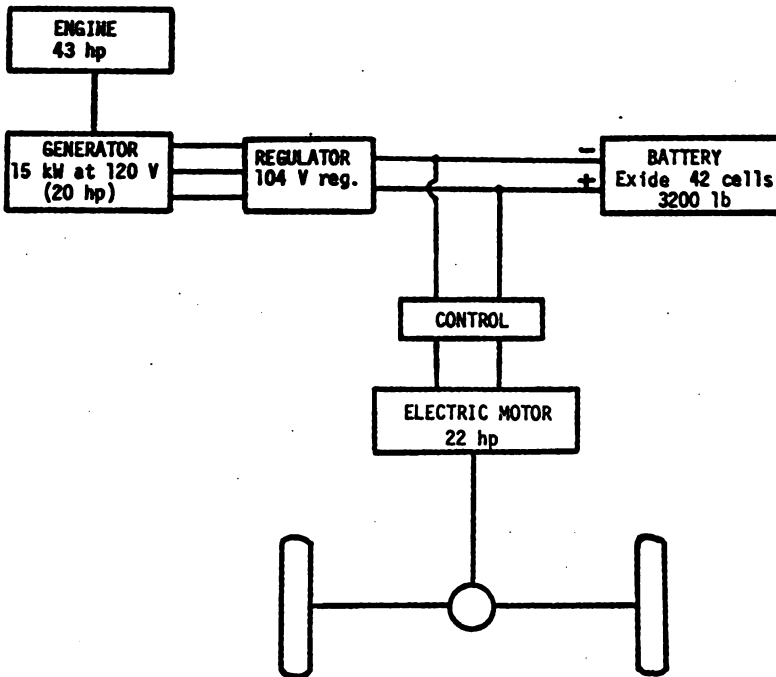 ENGINE
43 hp
GENERATOR
15 kW at 120 V
(20 hp)
REGULATOR
104 V reg.
-
+
BATTERY
Exide 42 cells
3200 lb
CONTROL
ELECTRIC MOTOR
22 hp